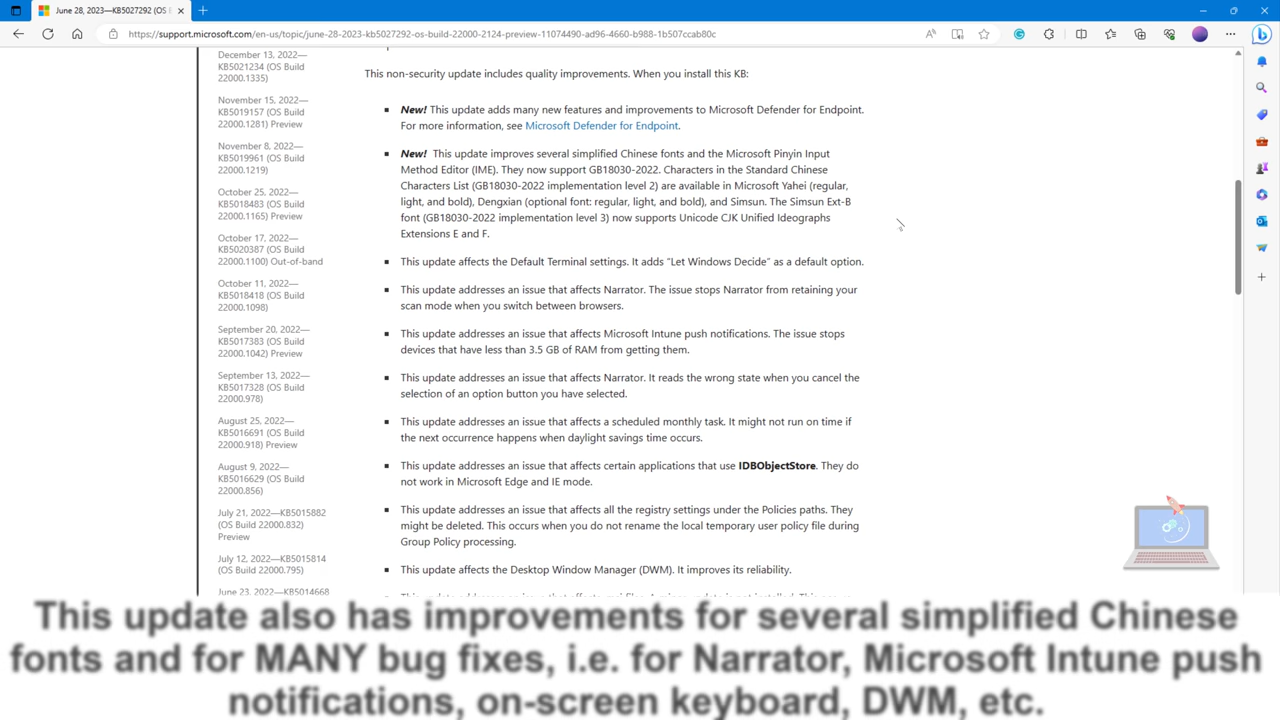 June 28, 2023—KB5027292 (OS B
https://support.microsoft.com/en-us/topic/june-28-2023-kb5027292-os-build-22000-2124-preview-11074490-ad96-4660-b988-1b507ccab80c
December 13, 2022—
KB5021234 (OS Build
22000.1335)
November 15, 2022—
KB5019157 (OS Build
22000.1281) Preview
November 8, 2022—
KB5019961 (OS Build
22000.1219)
October 25, 2022—
KB5018483 (OS Build
22000.1165) Preview
October 17, 2022—
KB5020387 (OS Build
22000.1100) Out-of-band
October 11, 2022—
KB5018418 (OS Build
22000.1098)
September 20, 2022—
KB5017383 (OS Build
22000.1042) Preview
September 13, 2022—
KB5017328 (OS Build
22000.978)
August 25, 2022—
KB5016691 (OS Build
22000.918) Preview
August 9, 2022—
KB5016629 (OS Build
22000.856)
July 21, 2022—KB5015882
(OS Build 22000.832)
Preview
July 12, 2022—KB5015814
(OS Build 22000.795)
June 23, 2022—KB5014668
This non-security update includes quality improvements. When you install this KB:
New! This update adds many new features and improvements to Microsoft Defender for Endpoint.
For more information, see Microsoft Defender for Endpoint.
New! This update improves several simplified Chinese fonts and the Microsoft Pinyin Input
Method Editor (IME). They now support GB18030-2022. Characters in the Standard Chinese
Characters List (GB18030-2022 implementation level 2) are available in Microsoft Yahei (regular,
light, and bold), Dengxian (optional font: regular, light, and bold), and Simsun. The Simsun Ext-B
font (GB18030-2022 implementation level 3) now supports Unicode CJK Unified Ideographs
Extensions E and F.
This update affects the Default Terminal settings. It adds "Let Windows Decide" as a default option.
This update addresses an issue that affects Narrator. The issue stops Narrator from retaining your
scan mode when you switch between browsers.
This update addresses an issue that affects Microsoft Intune push notifications. The issue stops
devices that have less than 3.5 GB of RAM from getting them.
This update addresses an issue that affects Narrator. It reads the wrong state when you cancel the
selection of an option button you have selected.
This update addresses an issue that affects a scheduled monthly task. It might not run on time if
the next occurrence happens when daylight savings time occurs.
This update addresses an issue that affects certain applications that use IDBObjectStore. They do
not work in Microsoft Edge and IE mode.
This update addresses an issue that affects all the registry settings under the Policies paths. They
might be deleted. This occurs when you do not rename the local temporary user policy file during
Group Policy processing.
This update affects the Desktop Window Manager (DWM). It improves its reliability.
This update also has improvements for several simplified Chinese
fonts and for MANY bug fixes, i.e. for Narrator, Microsoft Intune push
notifications, on-screen keyboard, DWM, etc.